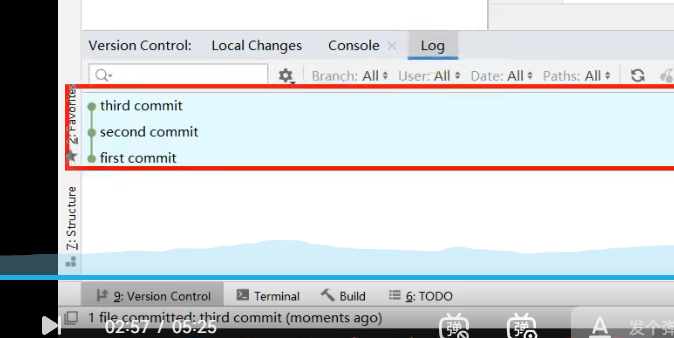 Version Control: Local Changes Console × Log
Branch: All User: All Date: All Paths: All
2: Favorites
third commit
second commit
first commit
7: Structure
9: Version Control Terminal Build 6: TODO
1 file committed: third commit (moments ago)
02:57 / 05:25 弹 弹 A 发个弹